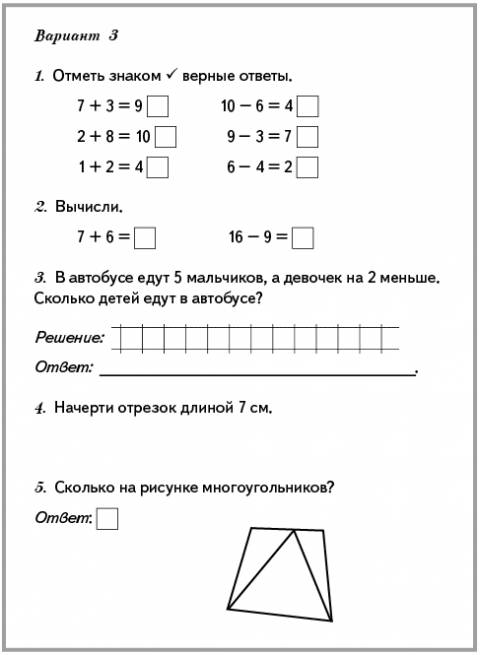 Вариант 3
1. Отметь знаком ✓ верные ответы.
7 + 3 = 9 10 − 6 = 4
2 + 8 = 10 9 − 3 = 7
1 + 2 = 4 6 − 4 = 2
2. Вычисли.
7 + 6 = 16 − 9 =
3. В автобусе едут 5 мальчиков, а девочек на 2 меньше.
Сколько детей едут в автобусе?
Решение:
Ответ: .
4. Начерти отрезок длиной 7 см.
5. Сколько на рисунке многоугольников?
Ответ: